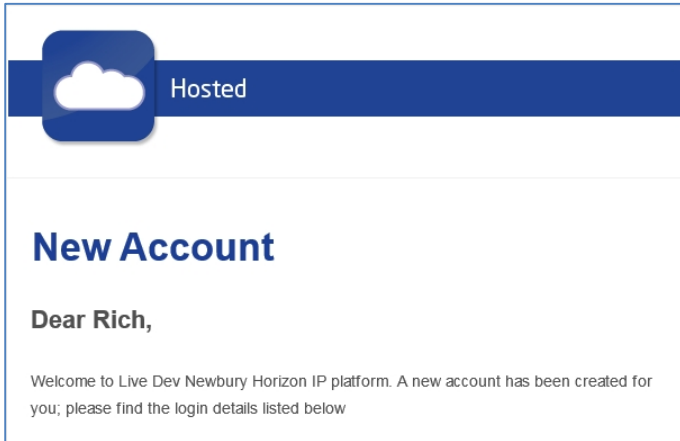 Hosted
New Account
Dear Rich,
Welcome to Live Dev Newbury Horizon IP platform. A new account has been created for
you; please find the login details listed below